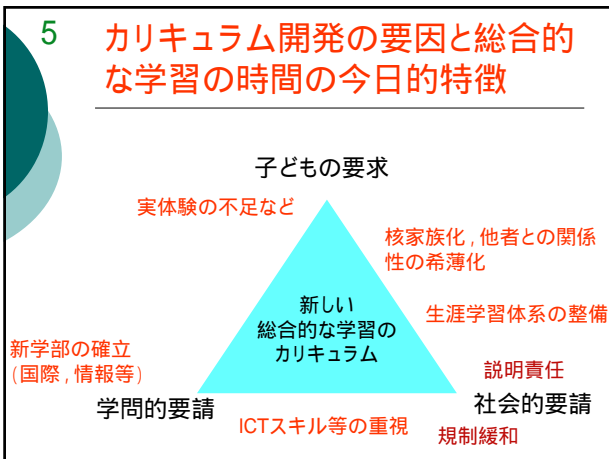 5
カリキュラム開発の要因と総合的
な学習の時間の今日的特徴
子どもの要求
実体験の不足など
核家族化,他者との関係
性の希薄化
新しい
総合的な学習の
カリキュラム
生涯学習体系の整備
新学部の確立
(国際,情報等)
説明責任
学問的要請
社会的要請
ICTスキル等の重視
規制緩和